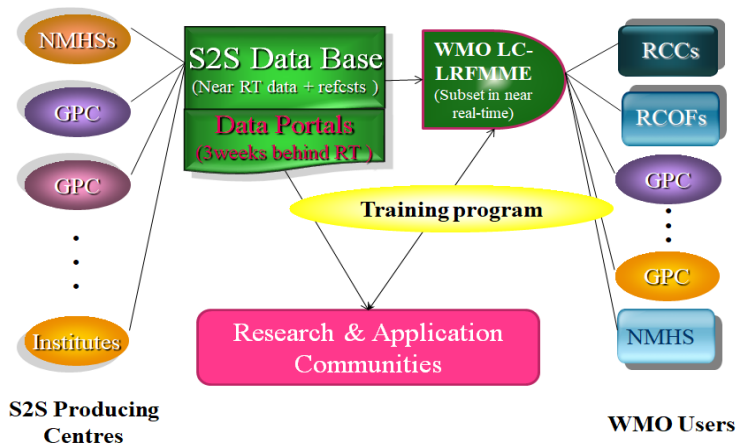 NMHSs
GPC
GPC
Institutes
S2S Producing
Centres
S2S Data Base
(Near RT data + refcsts )
Data Portals
(3weeks behind RT )
WMO LC-
LRFMME
(Subset in near
real-time)
Training program
Research & Application
Communities
RCCs
RCOFs
GPC
GPC
NMHS
WMO Users